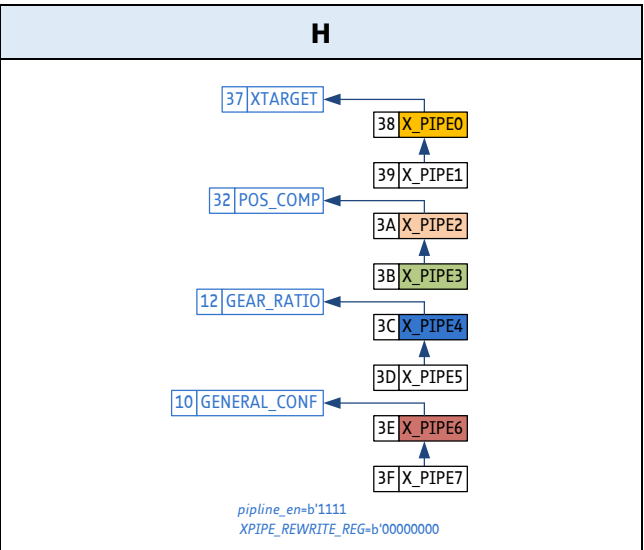 H
37 XTARGET
38 X_PIPE0
39 X_PIPE1
32 POS_COMP
3A X_PIPE2
3B X_PIPE3
12 GEAR_RATIO
3C X_PIPE4
3D X_PIPE5
10 GENERAL_CONF
3E X_PIPE6
3F X_PIPE7
pipline_en=b'1111
XPIPE_REWRITE_REG=b'00000000